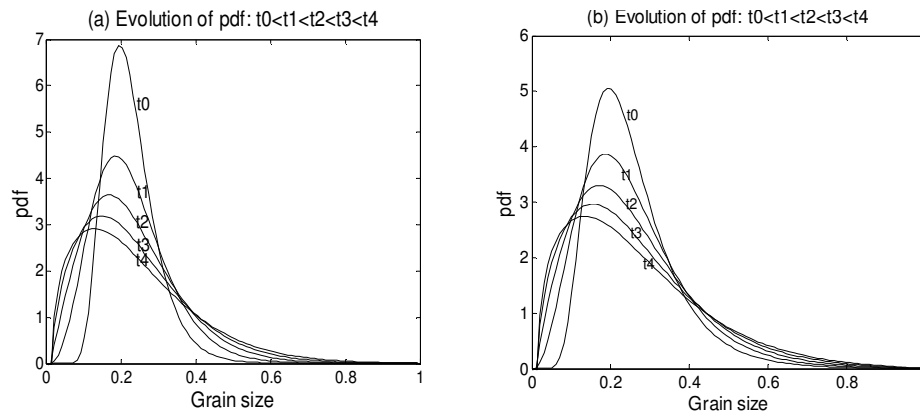 (a) Evolution of pdf: t0<t1<t2<t3<t4
7
6
5
4
3
2
1
0
pdf
t0
t1
t2
t3
t4
0
0.2
0.4
0.6
0.8
1
Grain size
(b) Evolution of pdf: t0<t1<t2<t3<t4
6
5
4
3
2
1
0
pdf
t0
t1
t2
t3
t4
0
0.2
0.4
0.6
0.8
Grain size